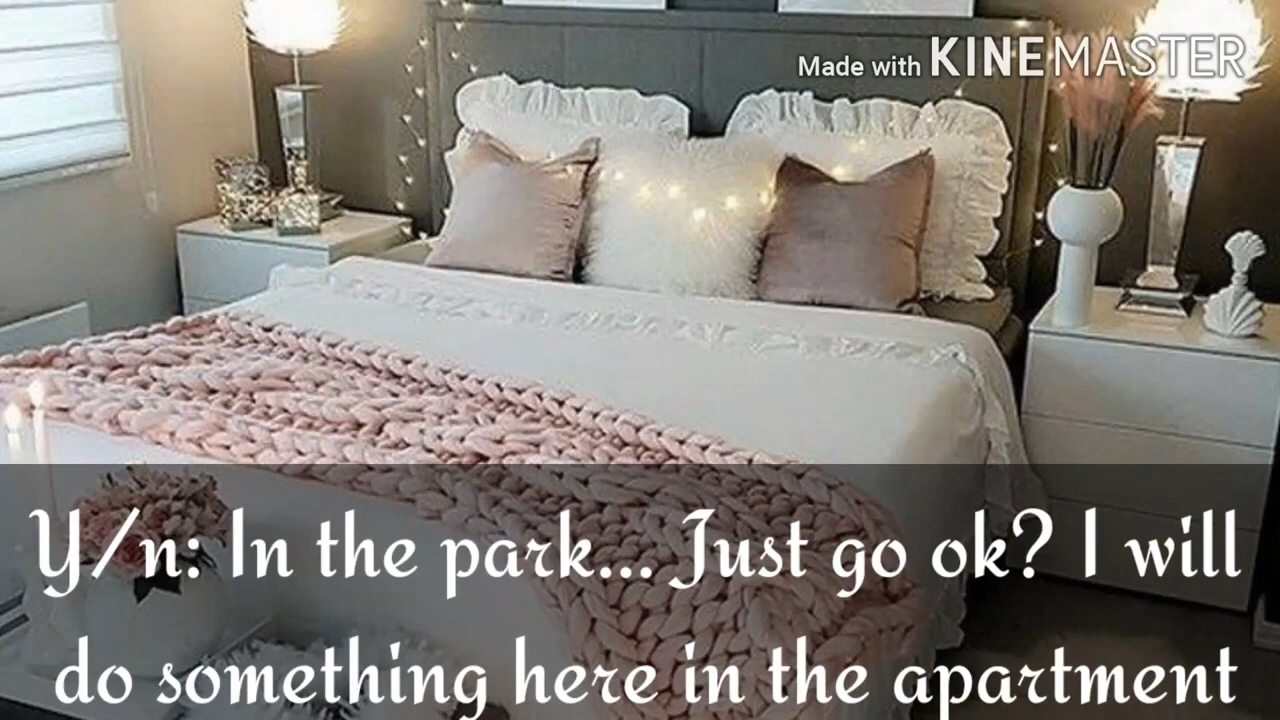 Made with KINEMASTER
Y/n: In the park... Just go ok? I will
do something here in the apartment